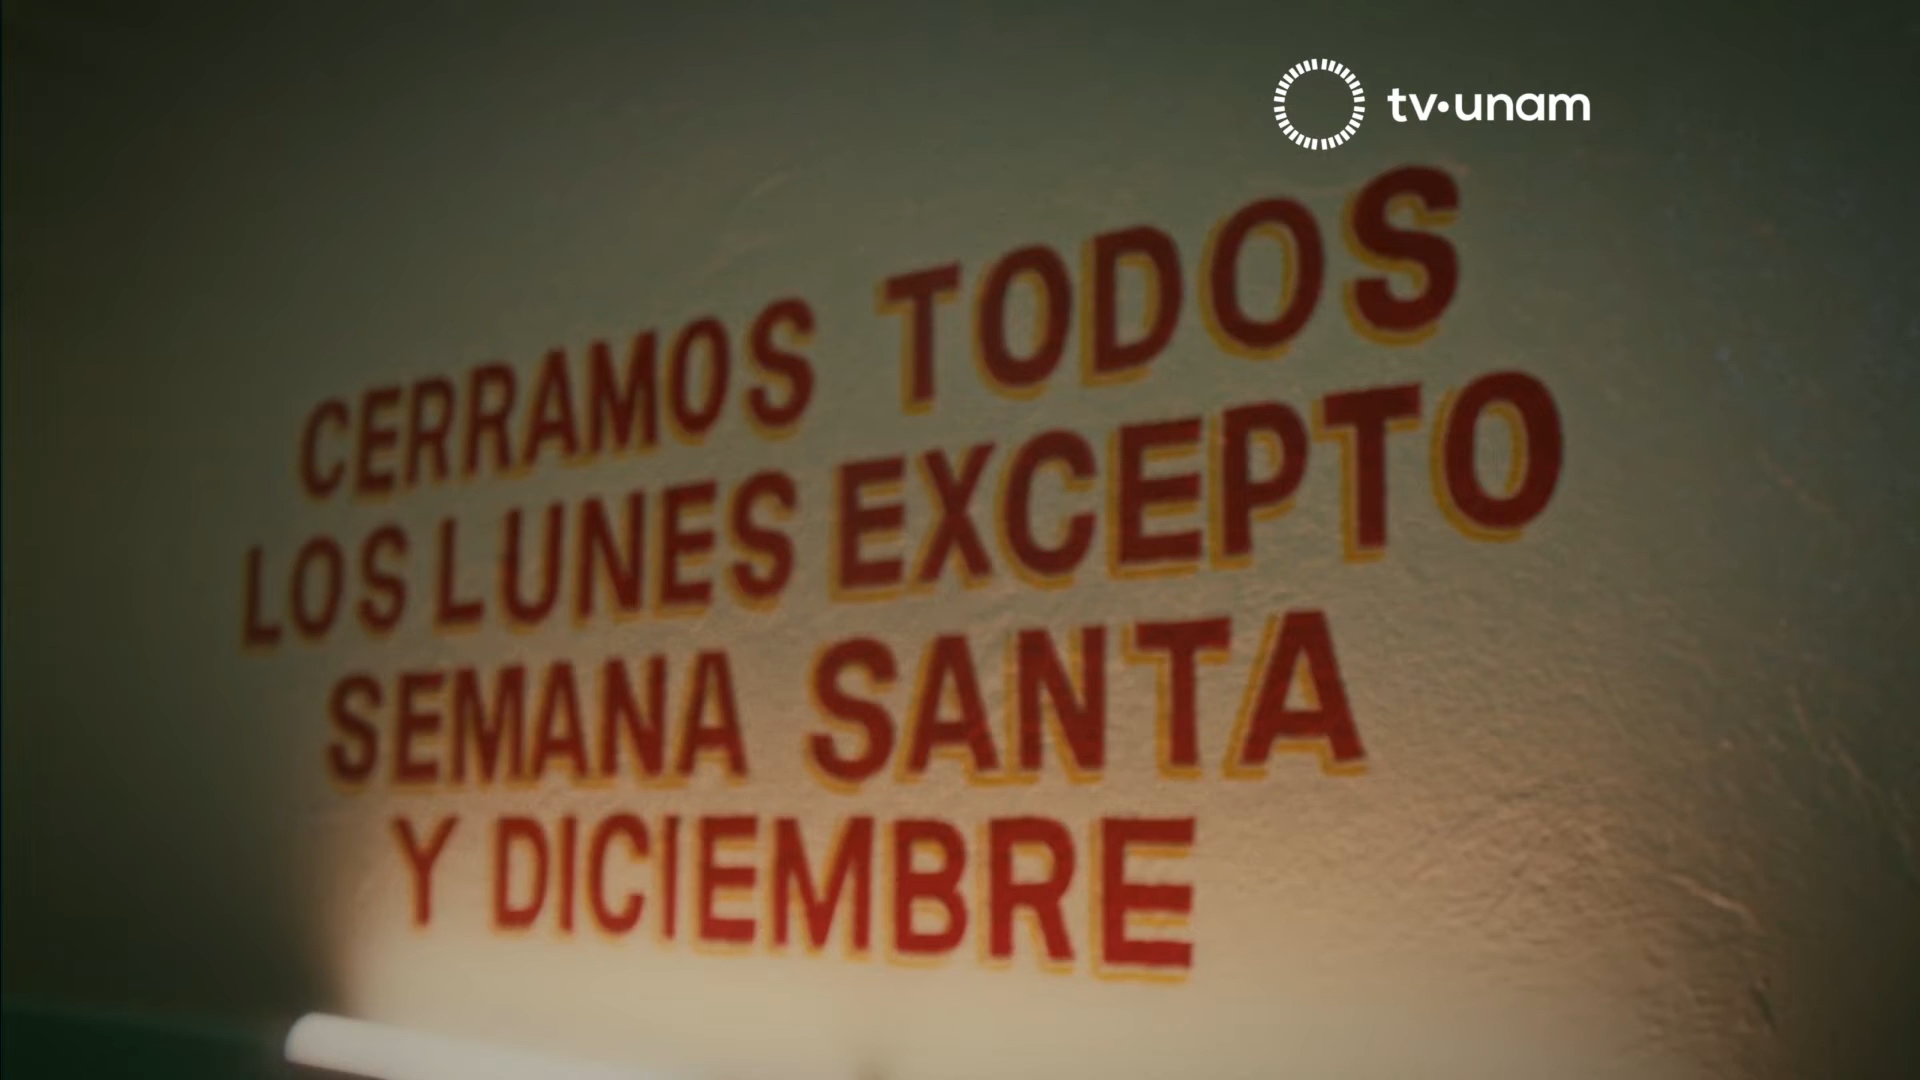 tv·unam
CERRAMOS TODOS
LOS LUNES EXCEPTO
SEMANA SANTA
Y DICIEMBRE